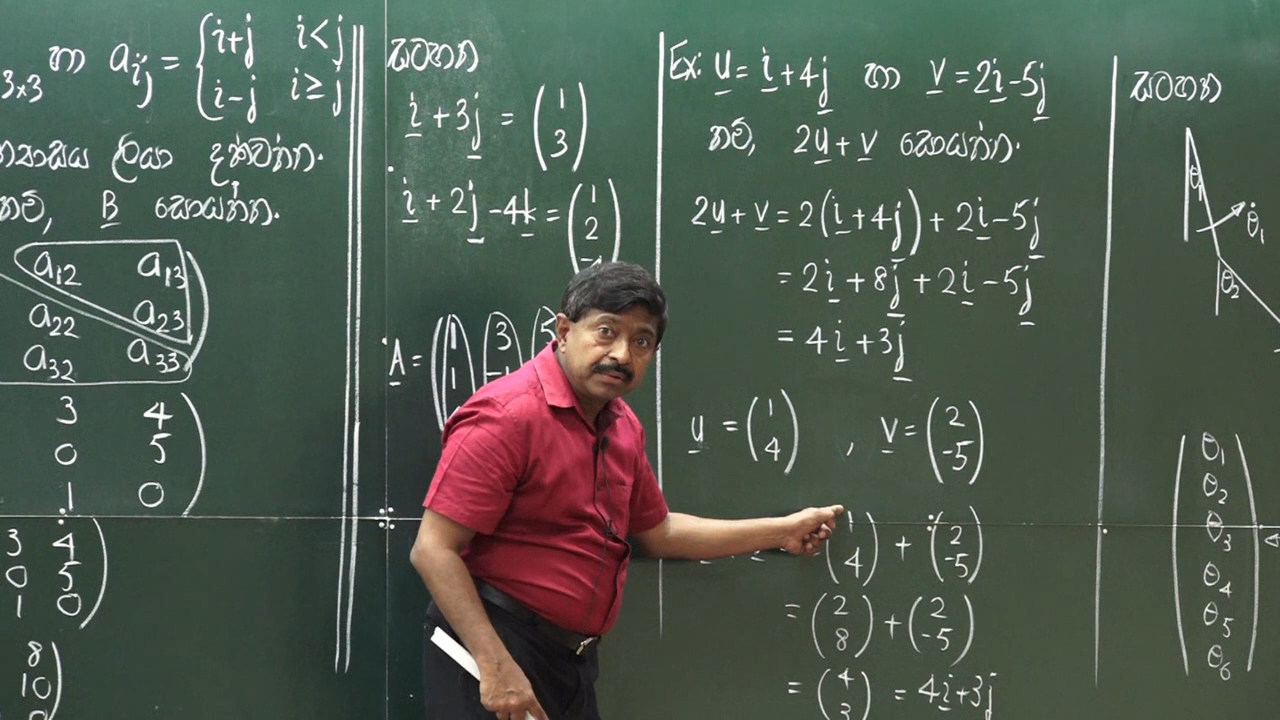 3x3 හා aij = { i+j i<j
i-j i≥j
ලියා දක්වන්න.
නම්, B සොයන්න.
a12 a13
a22 a23
a32 a33
3 4
0 5
1 0
3 4
0 5
1 0
8
10
සටහන
i + 3j = (1
3)
i + 2j - 4k = (1
2
A = 1 3 5
1
Ex: u = i + 4j හා v = 2i - 5j
නම්, 2u + v සොයන්න.
2u + v = 2(i + 4j) + 2i - 5j
= 2i + 8j + 2i - 5j
= 4i + 3j
u = (1
4) , v = (2
-5)
(1
4) + (2
-5)
= (2
8) + (2
-5)
= (4
3) = 4i + 3j
සටහන
θ1
θ̇1
θ2
θ1
θ2
θ3
θ4
θ5
θ6